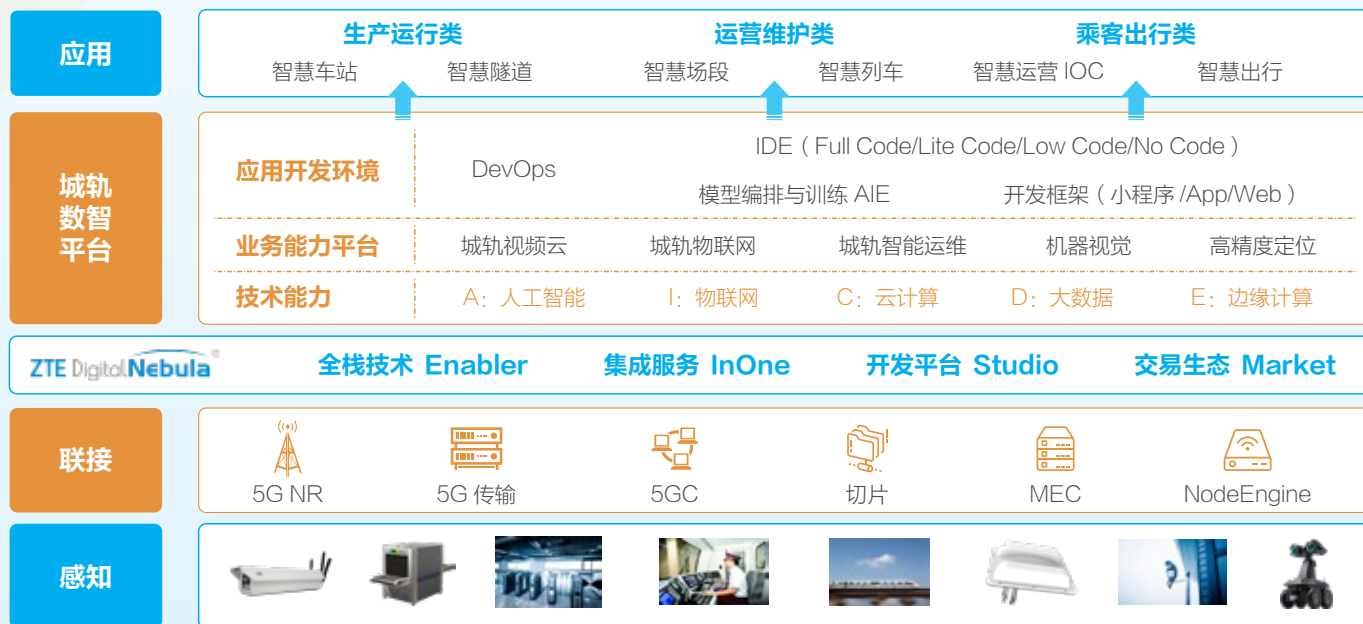 应用
生产运行类 运营维护类 乘客出行类
智慧车站 智慧隧道 智慧场段 智慧列车 智慧运营 IOC 智慧出行
城轨
数智
平台
应用开发环境
DevOps
IDE（Full Code/Lite Code/Low Code/No Code）
模型编排与训练 AIE 开发框架（小程序 /App/Web）
业务能力平台 城轨视频云 城轨物联网 城轨智能运维 机器视觉 高精度定位
技术能力 A：人工智能 I：物联网 C：云计算 D：大数据 E：边缘计算
ZTE Digital Nebula® 全栈技术 Enabler 集成服务 InOne 开发平台 Studio 交易生态 Market
联接
5G NR 5G 传输 5GC 切片 MEC NodeEngine
感知